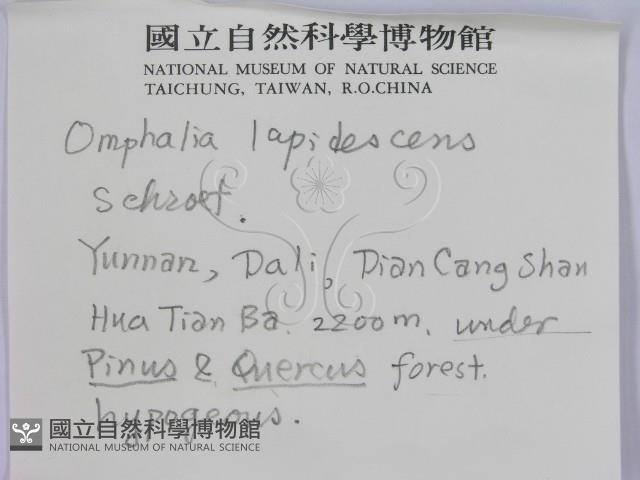 國立自然科學博物館
NATIONAL MUSEUM OF NATURAL SCIENCE
TAICHUNG, TAIWAN, R.O.CHINA
Omphalia lapidescens
Schroet.
Yunnan, Dali, Dian Cang Shan
Hua Tian Ba. 2200m. under
Pinus & Quercus forest.
hypogeous.
國立自然科學博物館
NATIONAL MUSEUM OF NATURAL SCIENCE